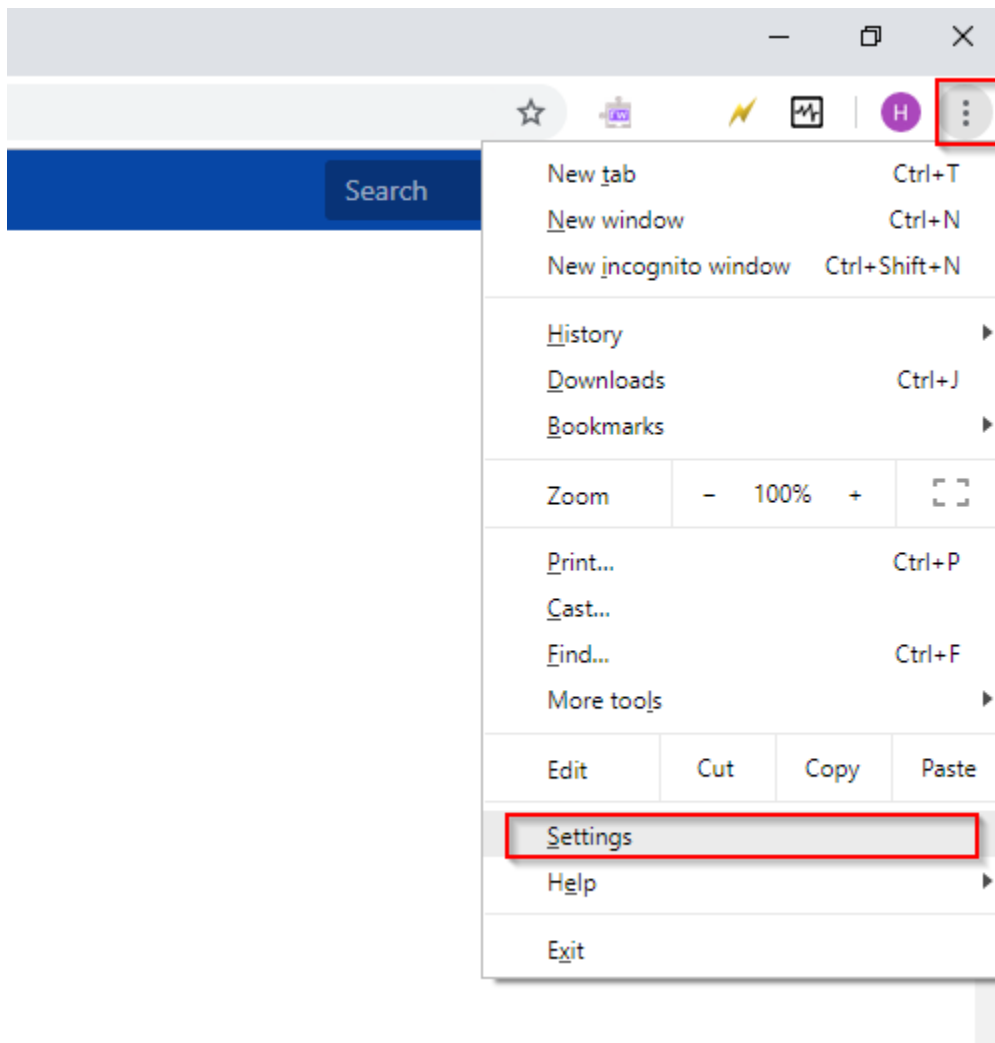 rw
H
Search
New tab Ctrl+T
New window Ctrl+N
New incognito window Ctrl+Shift+N
History
Downloads Ctrl+J
Bookmarks
Zoom - 100% +
Print... Ctrl+P
Cast...
Find... Ctrl+F
More tools
Edit Cut Copy Paste
Settings
Help
Exit